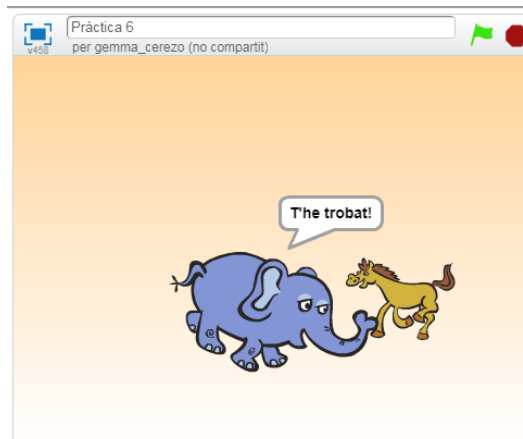 Pràctica 6
v458
per gemma_cerezo (no compartit)
T'he trobat!